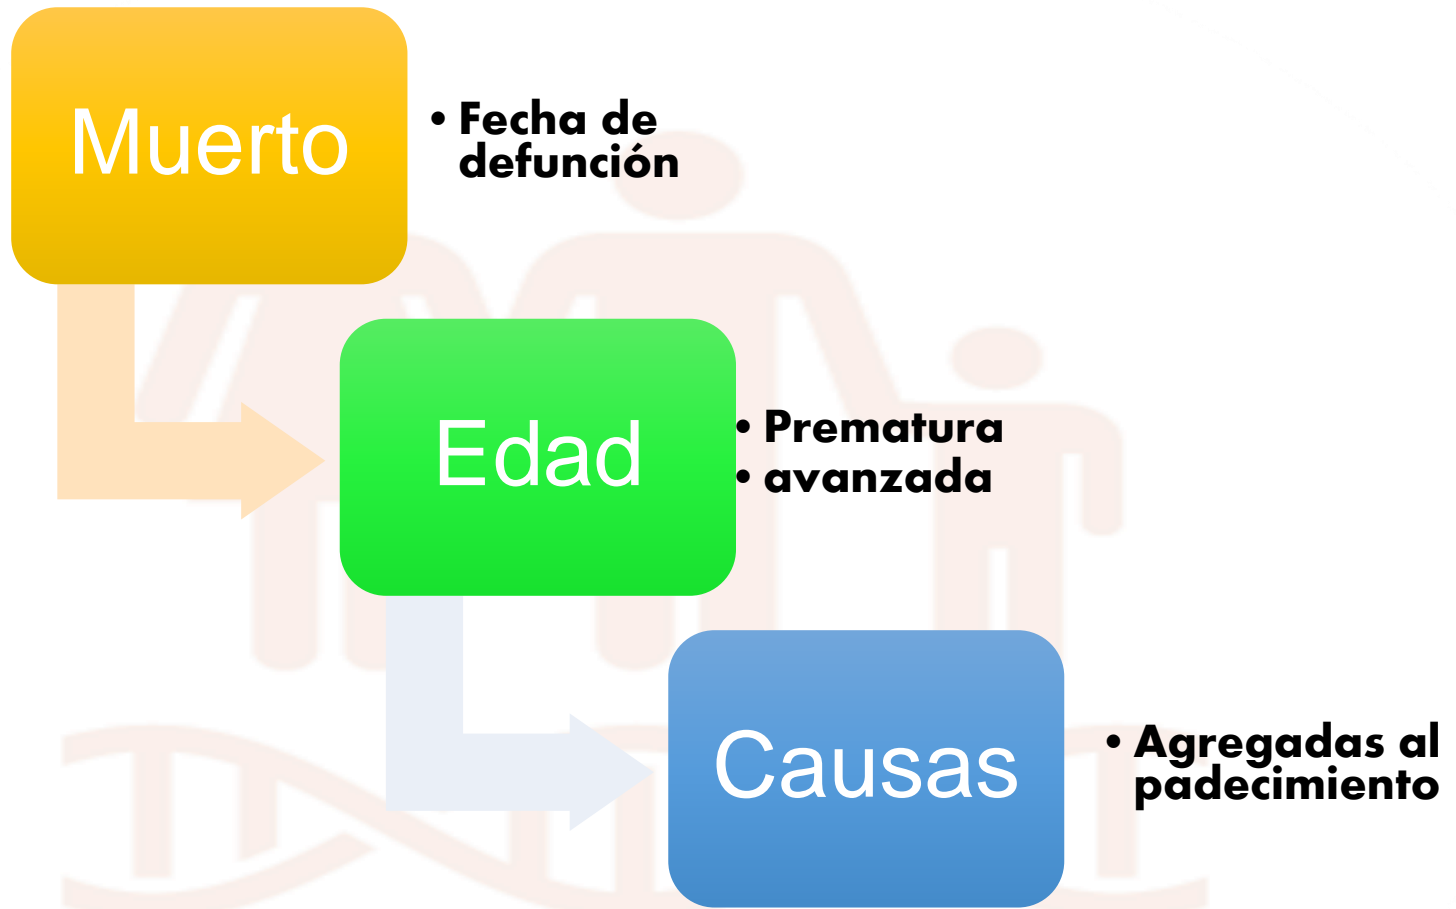 Muerto
• Fecha de
defunción
Edad
• Prematura
• avanzada
Causas
• Agregadas al
padecimiento